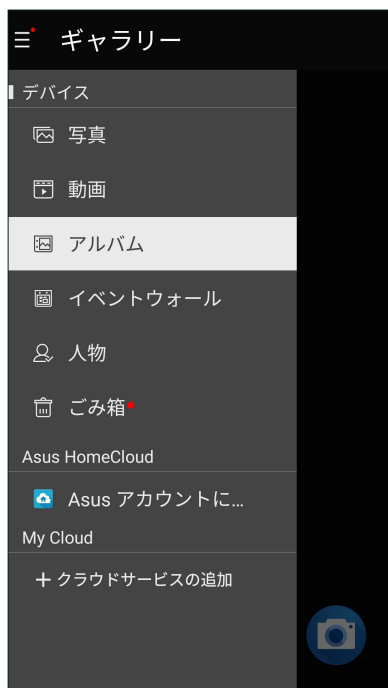 ギャラリー
デバイス
写真
動画
アルバム
イベントウォール
人物
ごみ箱
Asus HomeCloud
Asus アカウントに...
My Cloud
+ クラウドサービスの追加